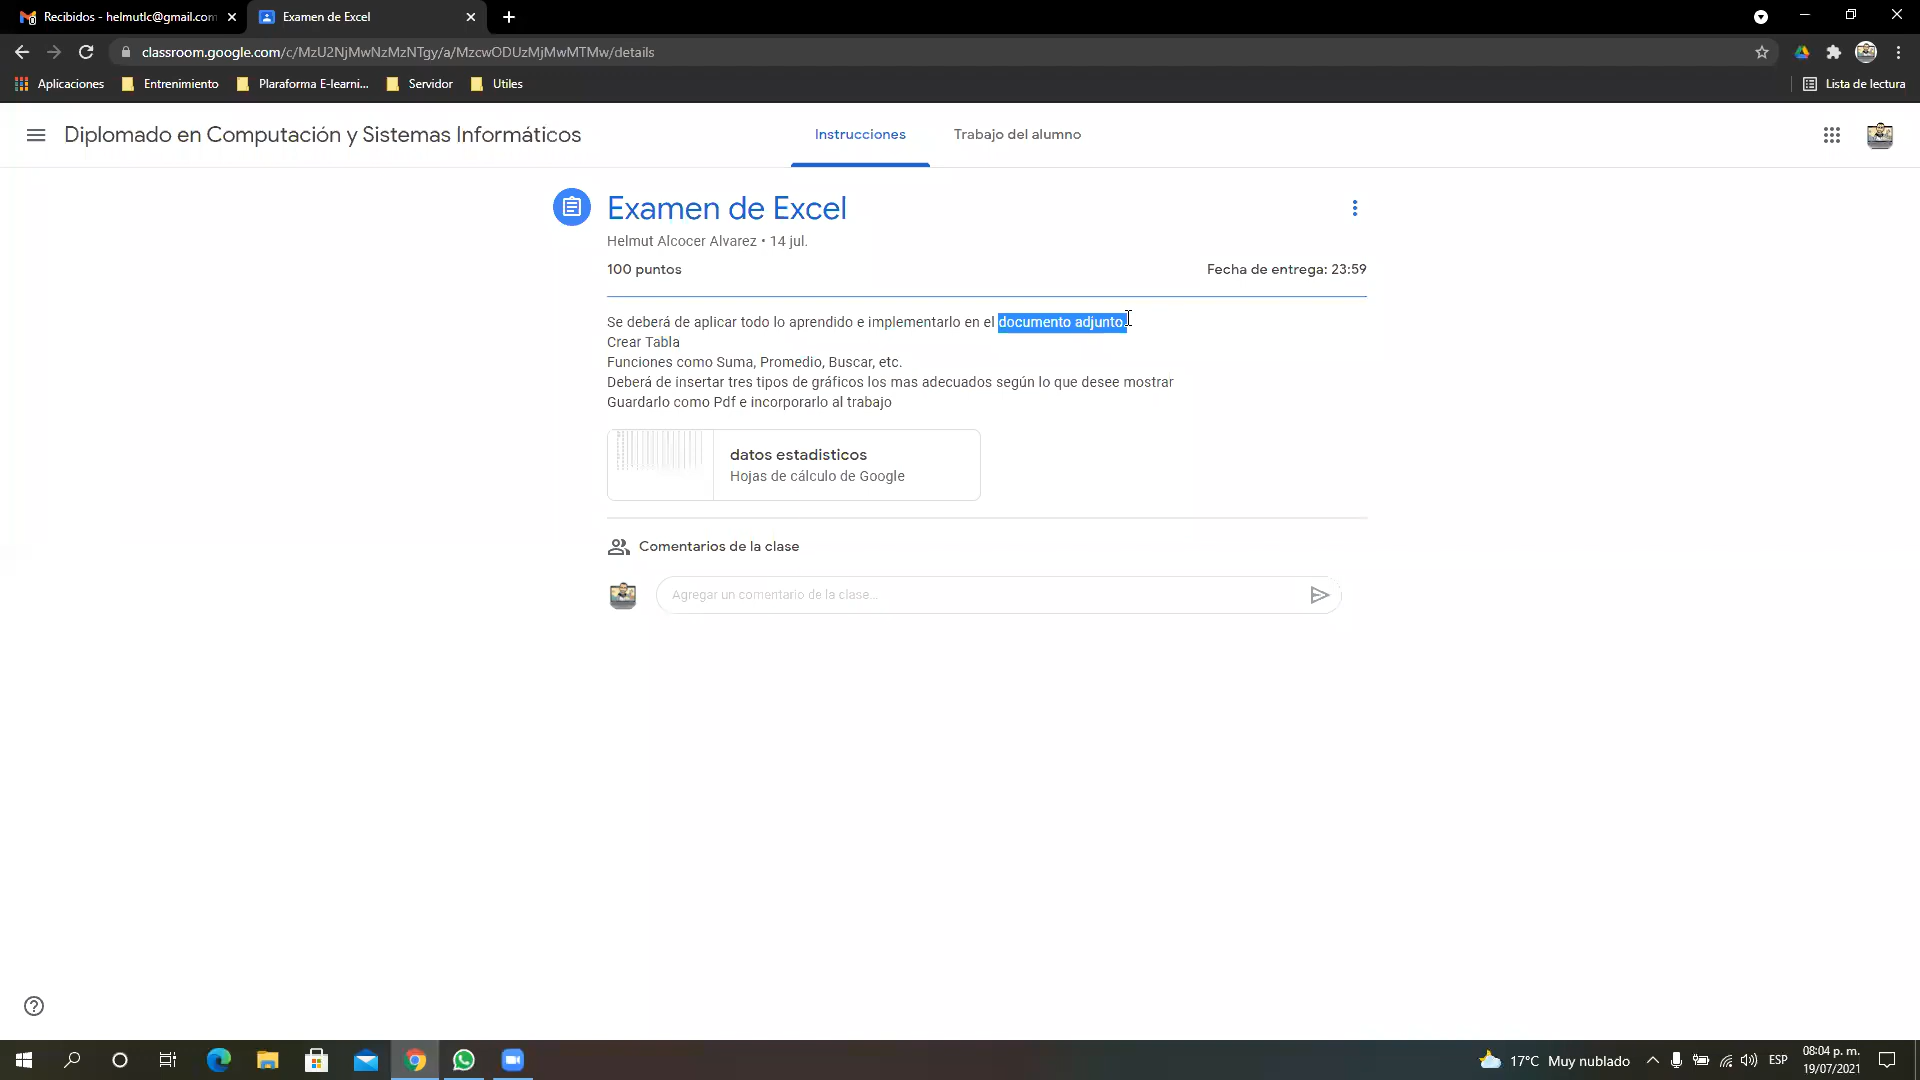 Recibidos - helmutlc@gmail.com
Examen de Excel
classroom.google.com/c/MzU2NjMwNzMzNTgy/a/MzcwODUzMjMwMTMw/details
Aplicaciones
Entrenimiento
Plaraforma E-learni...
Servidor
Utiles
Lista de lectura
Diplomado en Computación y Sistemas Informáticos
Instrucciones
Trabajo del alumno
Examen de Excel
Helmut Alcocer Alvarez • 14 jul.
100 puntos
Fecha de entrega: 23:59
Se deberá de aplicar todo lo aprendido e implementarlo en el documento adjunto.
Crear Tabla
Funciones como Suma, Promedio, Buscar, etc.
Deberá de insertar tres tipos de gráficos los mas adecuados según lo que desee mostrar
Guardarlo como Pdf e incorporarlo al trabajo
datos estadisticos
Hojas de cálculo de Google
Comentarios de la clase
Agregar un comentario de la clase...
17°C Muy nublado
ESP
08:04 p. m.
19/07/2021